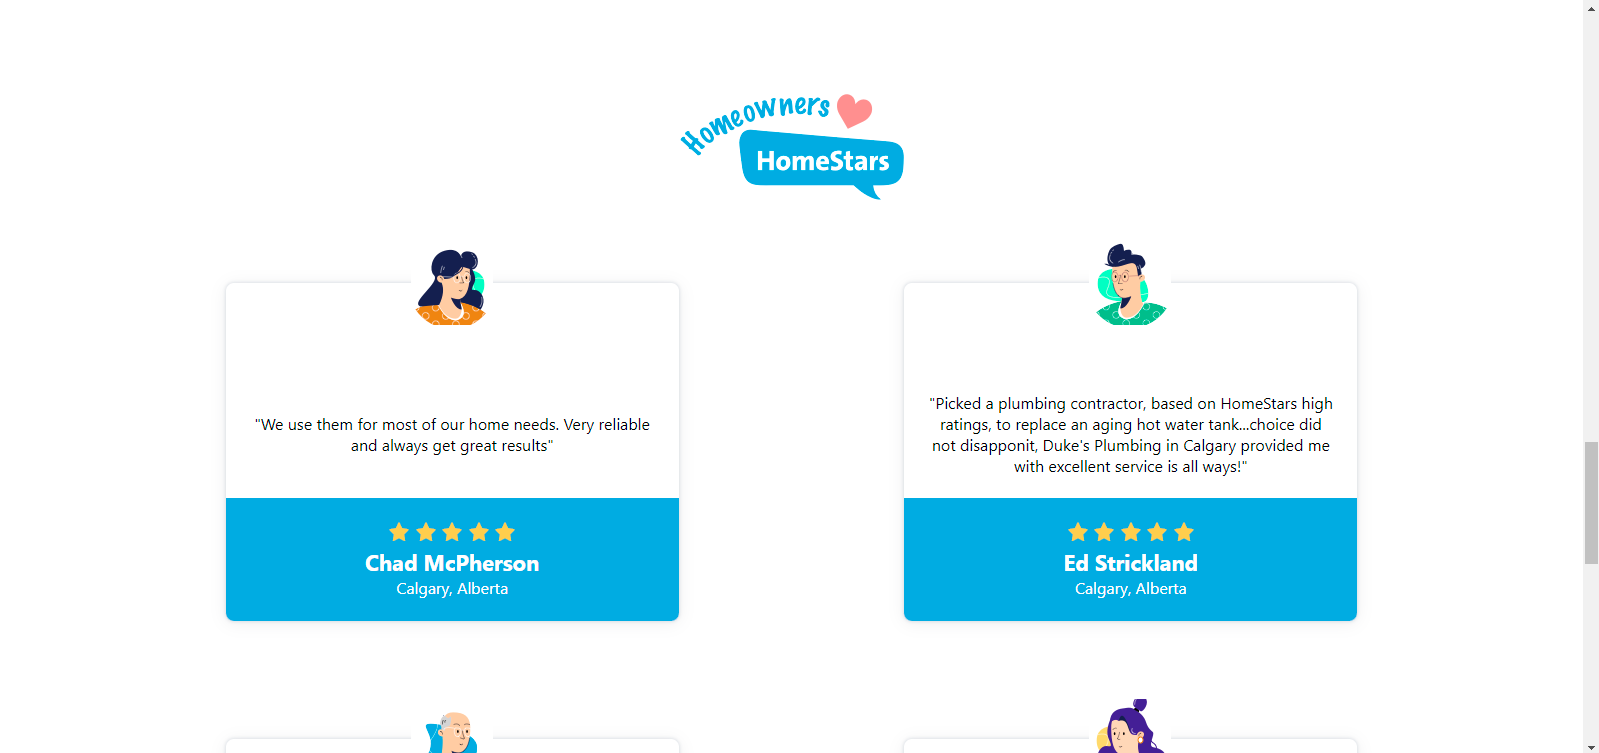 Homeowners
HomeStars
"We use them for most of our home needs. Very reliable
and always get great results"
Chad McPherson
Calgary, Alberta
"Picked a plumbing contractor, based on HomeStars high
ratings, to replace an aging hot water tank...choice did
not disapponit, Duke's Plumbing in Calgary provided me
with excellent service is all ways!"
Ed Strickland
Calgary, Alberta